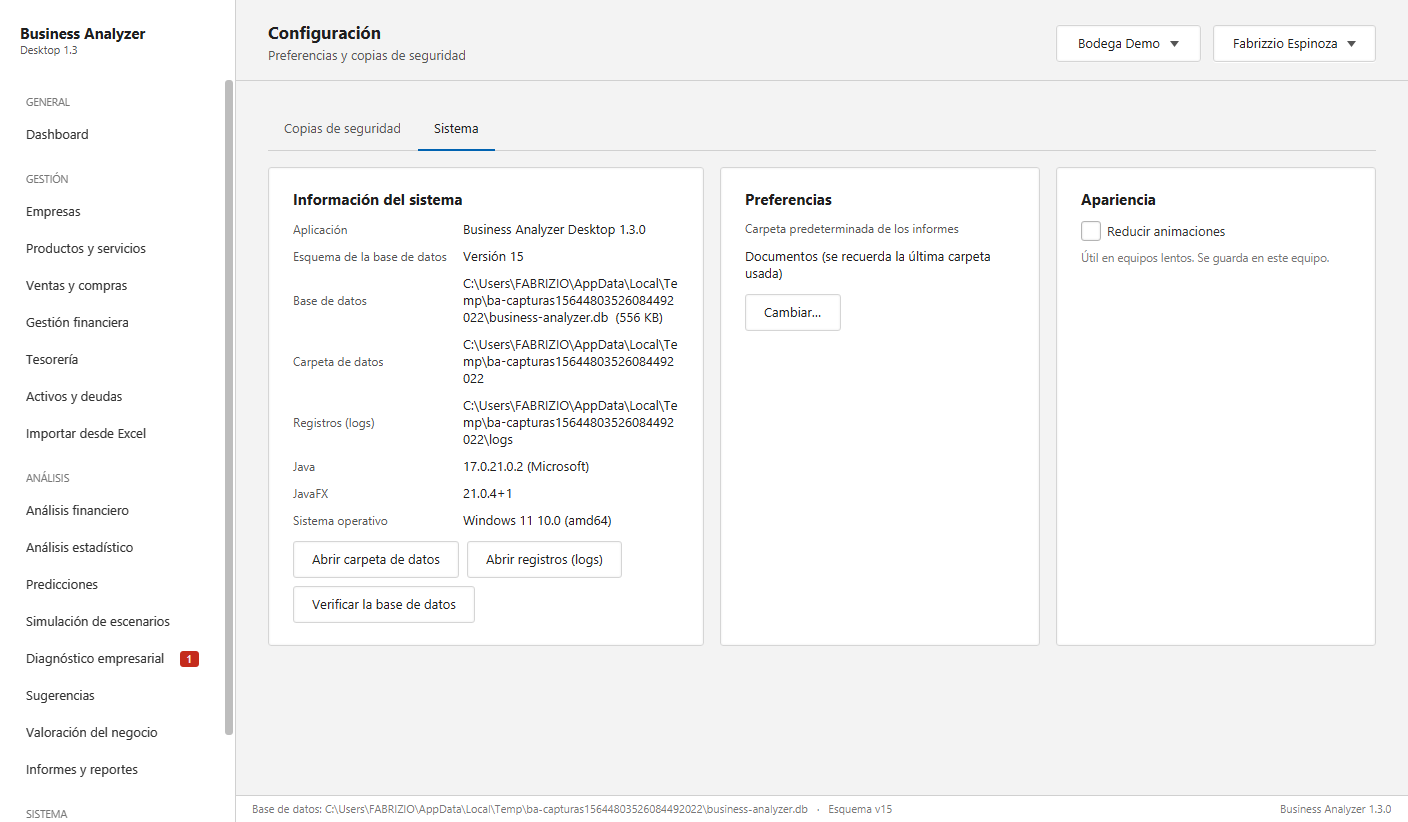 Business Analyzer
Desktop 1.3
GENERAL
Dashboard
GESTIÓN
Empresas
Productos y servicios
Ventas y compras
Gestión financiera
Tesorería
Activos y deudas
Importar desde Excel
ANÁLISIS
Análisis financiero
Análisis estadístico
Predicciones
Simulación de escenarios
Diagnóstico empresarial 1
Sugerencias
Valoración del negocio
Informes y reportes
SISTEMA
Configuración
Preferencias y copias de seguridad
Bodega Demo
Fabrizzio Espinoza
Copias de seguridad
Sistema
Información del sistema
Aplicación
Business Analyzer Desktop 1.3.0
Esquema de la base de datos
Versión 15
Base de datos
C:\Users\FABRIZIO\AppData\Local\Te
mp\ba-capturas15644803526084492
022\business-analyzer.db (556 KB)
Carpeta de datos
C:\Users\FABRIZIO\AppData\Local\Te
mp\ba-capturas15644803526084492
022
Registros (logs)
C:\Users\FABRIZIO\AppData\Local\Te
mp\ba-capturas15644803526084492
022\logs
Java
17.0.21.0.2 (Microsoft)
JavaFX
21.0.4+1
Sistema operativo
Windows 11 10.0 (amd64)
Abrir carpeta de datos
Abrir registros (logs)
Verificar la base de datos
Preferencias
Carpeta predeterminada de los informes
Documentos (se recuerda la última carpeta
usada)
Cambiar...
Apariencia
Reducir animaciones
Útil en equipos lentos. Se guarda en este equipo.
Base de datos: C:\Users\FABRIZIO\AppData\Local\Temp\ba-capturas15644803526084492022\business-analyzer.db · Esquema v15
Business Analyzer 1.3.0